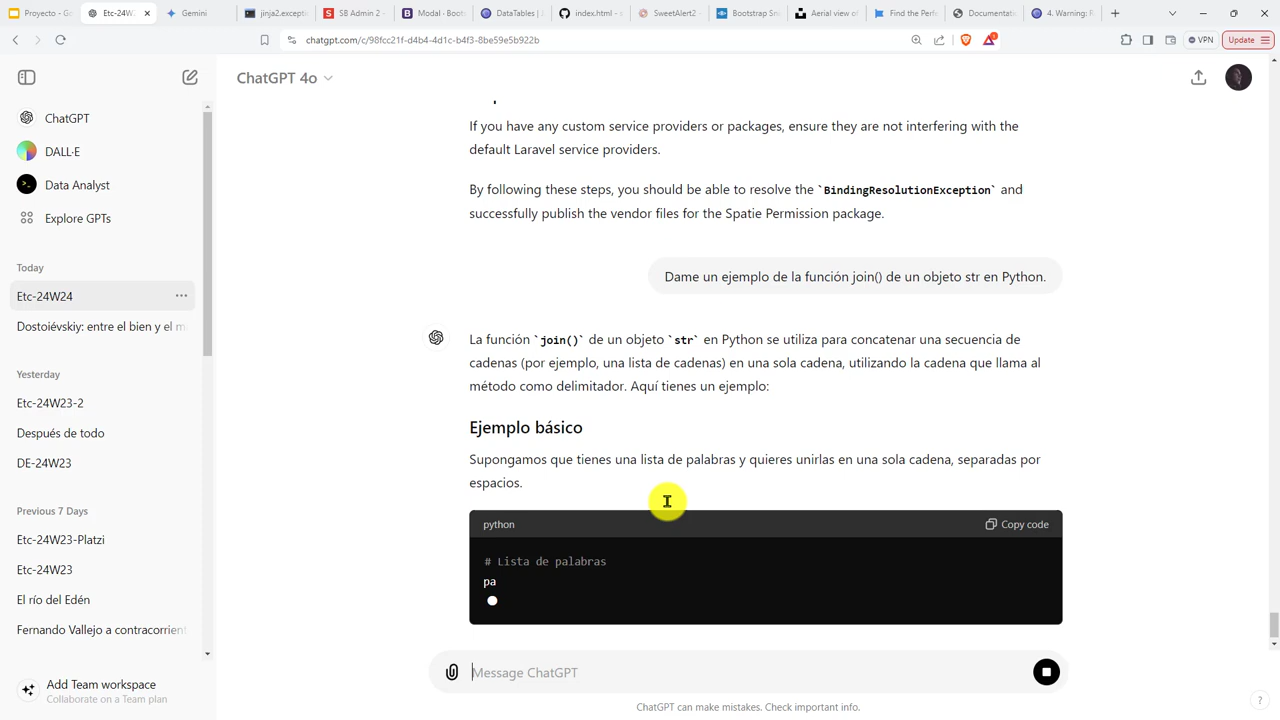 Proyecto - Go
Etc-24W2
Gemini
jinja2.excepti
SB Admin 2 -
Modal · Boots
DataTables |
index.html - s
SweetAlert2 -
Bootstrap Sni
Aerial view of
Find the Perfe
Documentati
4. Warning: R
chatgpt.com/c/98fcc21f-d4b4-4d1c-b4f3-8be59e5b922b
VPN
Update
ChatGPT 4o
ChatGPT
DALL·E
Data Analyst
Explore GPTs
Today
Etc-24W24
Dostoiévskiy: entre el bien y el m
Yesterday
Etc-24W23-2
Después de todo
DE-24W23
Previous 7 Days
Etc-24W23-Platzi
Etc-24W23
El río del Edén
Fernando Vallejo a contracorrient
Add Team workspace
Collaborate on a Team plan
If you have any custom service providers or packages, ensure they are not interfering with the
default Laravel service providers.
By following these steps, you should be able to resolve the `BindingResolutionException` and
successfully publish the vendor files for the Spatie Permission package.
Dame un ejemplo de la función join() de un objeto str en Python.
La función `join()` de un objeto `str` en Python se utiliza para concatenar una secuencia de
cadenas (por ejemplo, una lista de cadenas) en una sola cadena, utilizando la cadena que llama al
método como delimitador. Aquí tienes un ejemplo:
Ejemplo básico
Supongamos que tienes una lista de palabras y quieres unirlas en una sola cadena, separadas por
espacios.
python
Copy code
# Lista de palabras
pa
Message ChatGPT
ChatGPT can make mistakes. Check important info.
?